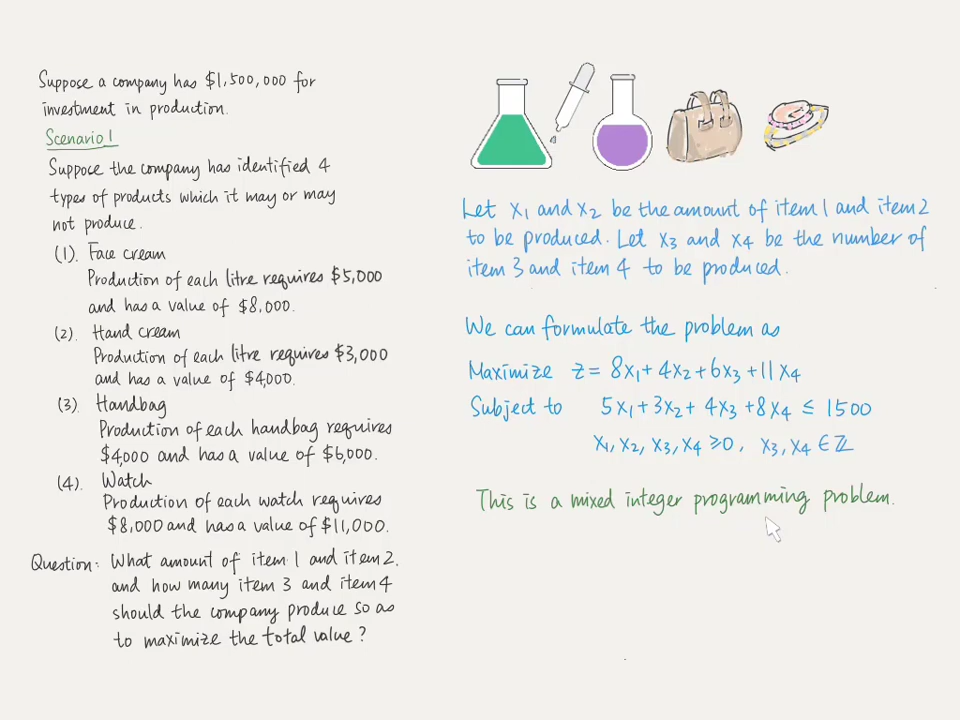 Suppose a company has $1,500,000 for
investment in production.
Scenario 1
Suppose the company has identified 4
types of products which it may or may
not produce.
(1). Face cream
Production of each litre requires $5,000
and has a value of $8,000.
(2). Hand cream
Production of each litre requires $3,000
and has a value of $4,000.
(3). Handbag
Production of each handbag requires
$4,000 and has a value of $6,000.
(4). Watch
Production of each watch requires
$8,000 and has a value of $11,000.
Question: What amount of item 1 and item 2.
and how many item 3 and item 4
should the company produce so as
to maximize the total value?
Let x₁ and x₂ be the amount of item 1 and item 2
to be produced. Let x₃ and x₄ be the number of
item 3 and item 4 to be produced.
We can formulate the problem as
Maximize z = 8x₁ + 4x₂ + 6x₃ + 11x₄
Subject to 5x₁ + 3x₂ + 4x₃ + 8x₄ ≤ 1500
x₁, x₂, x₃, x₄ ≥ 0, x₃, x₄ ∈ ℤ
This is a mixed integer programming problem.